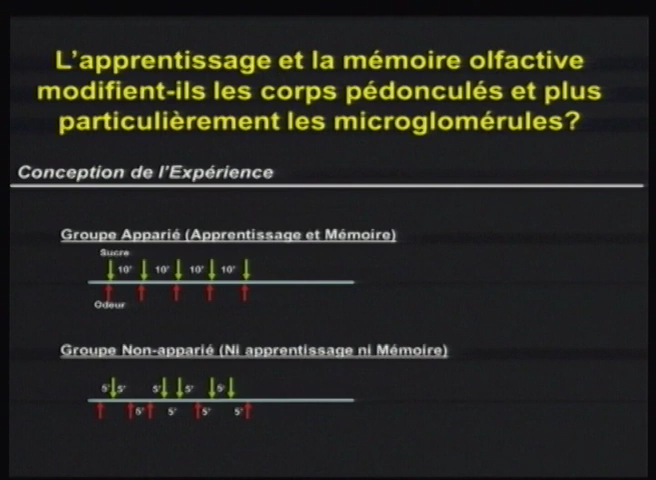 L'apprentissage et la mémoire olfactive
modifient-ils les corps pédonculés et plus
particulièrement les microglomérules?
Conception de l'Expérience
Groupe Apparié (Apprentissage et Mémoire)
Sucre
10' 10' 10' 10'
Odeur
Groupe Non-apparié (Ni apprentissage ni Mémoire)
5' 5' 5' 5' 5'
5' 5' 5' 5'